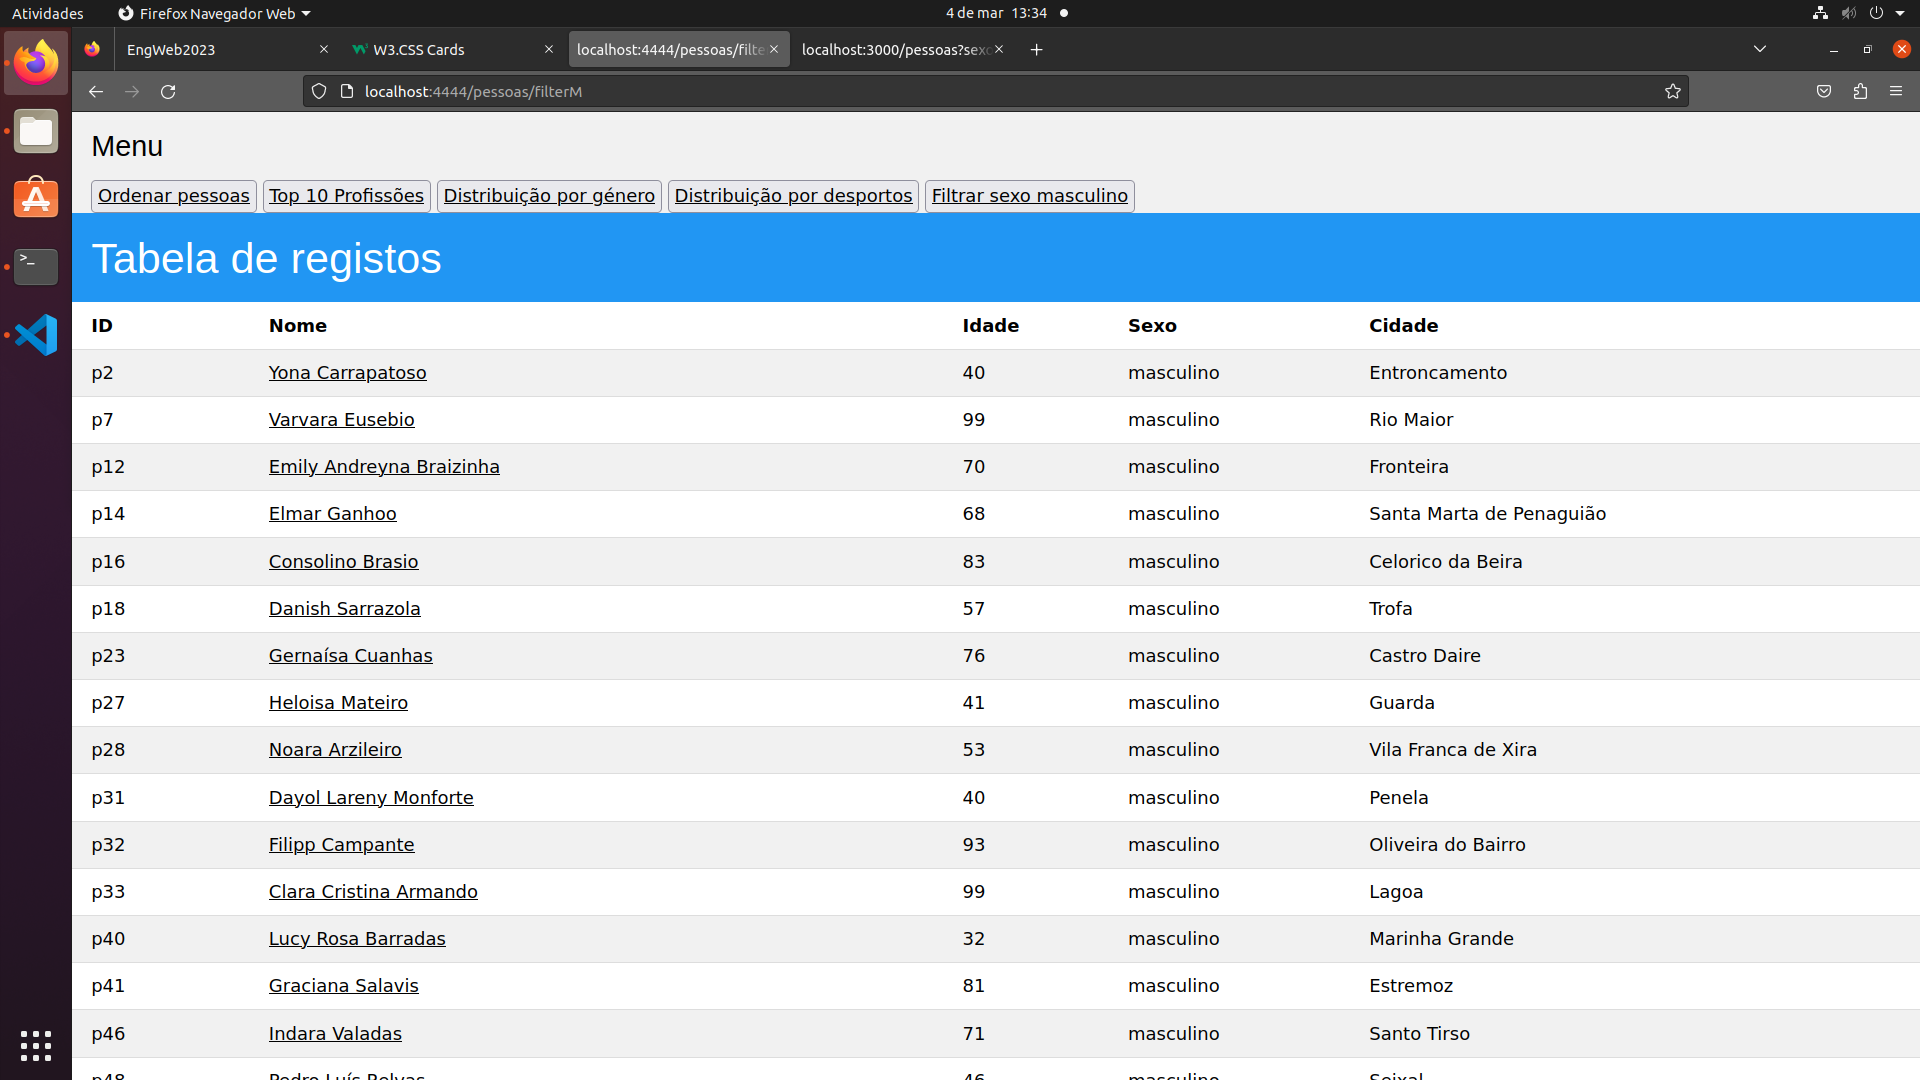 Atividades Firefox Navegador Web 4 de mar 13:34
EngWeb2023 W3.CSS Cards localhost:4444/pessoas/filte localhost:3000/pessoas?sexo
localhost:4444/pessoas/filterM
Menu
Ordenar pessoas Top 10 Profissões Distribuição por género Distribuição por desportos Filtrar sexo masculino
Tabela de registos
ID Nome Idade Sexo Cidade
p2 Yona Carrapatoso 40 masculino Entroncamento
p7 Varvara Eusebio 99 masculino Rio Maior
p12 Emily Andreyna Braizinha 70 masculino Fronteira
p14 Elmar Ganhoo 68 masculino Santa Marta de Penaguião
p16 Consolino Brasio 83 masculino Celorico da Beira
p18 Danish Sarrazola 57 masculino Trofa
p23 Gernaísa Cuanhas 76 masculino Castro Daire
p27 Heloisa Mateiro 41 masculino Guarda
p28 Noara Arzileiro 53 masculino Vila Franca de Xira
p31 Dayol Lareny Monforte 40 masculino Penela
p32 Filipp Campante 93 masculino Oliveira do Bairro
p33 Clara Cristina Armando 99 masculino Lagoa
p40 Lucy Rosa Barradas 32 masculino Marinha Grande
p41 Graciana Salavis 81 masculino Estremoz
p46 Indara Valadas 71 masculino Santo Tirso
p48 Pedro Luís Relvas 46 masculino Seixal